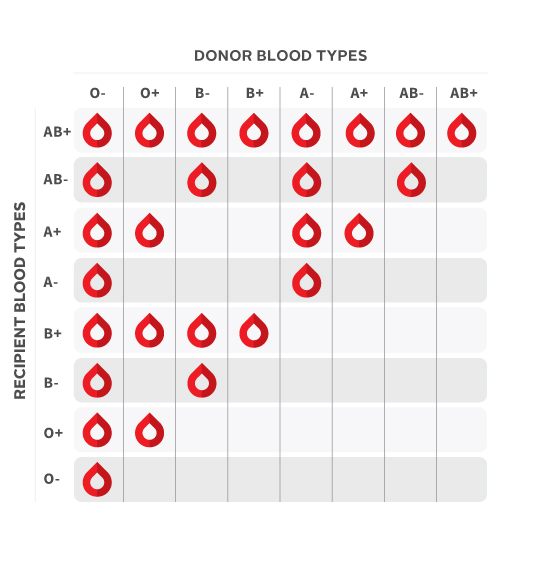 DONOR BLOOD TYPES
O- O+ B- B+ A- A+ AB- AB+
RECIPIENT BLOOD TYPES
AB+
AB-
A+
A-
B+
B-
O+
O-